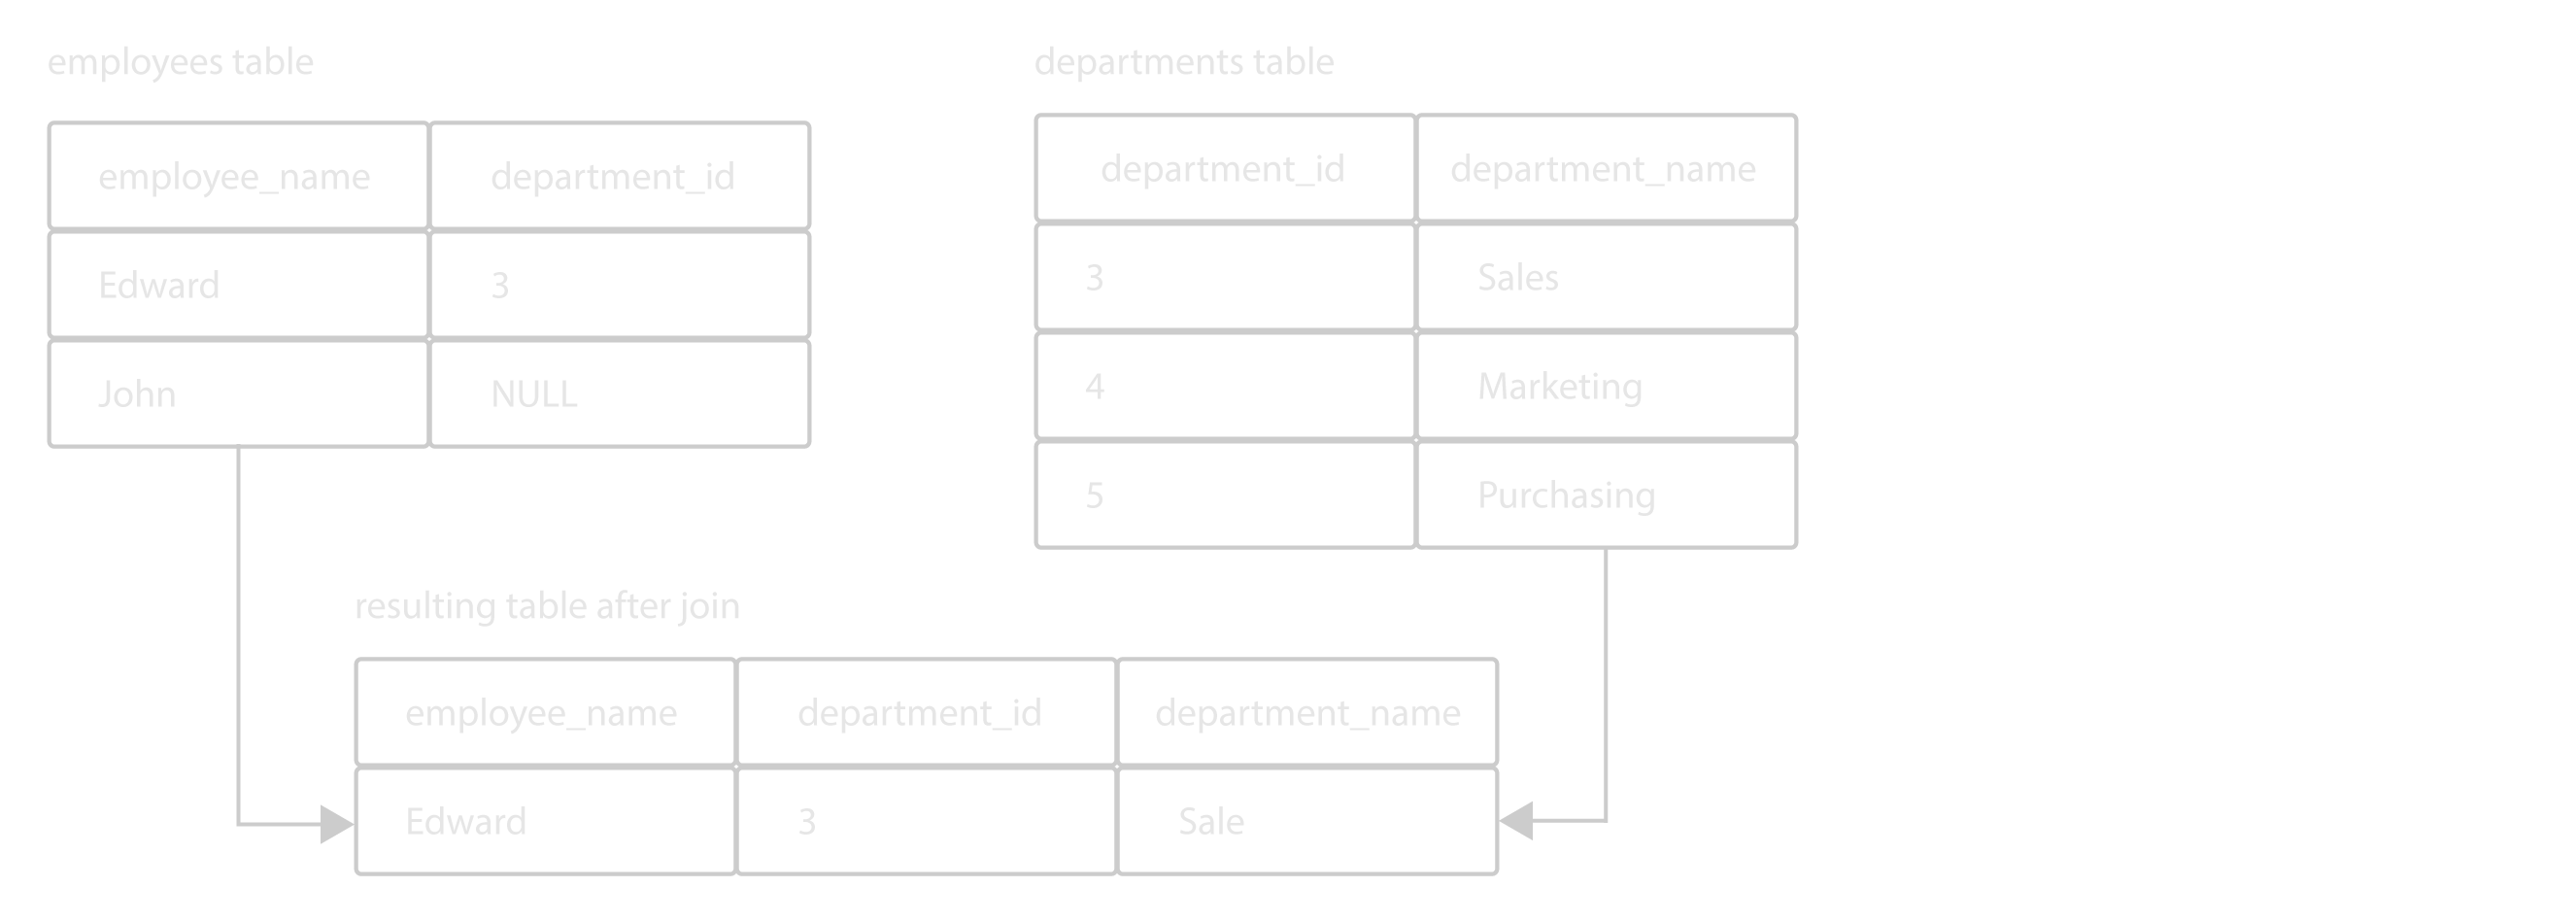 employees table
employee_name department_id
Edward 3
John NULL
departments table
department_id department_name
3 Sales
4 Marketing
5 Purchasing
resulting table after join
employee_name department_id department_name
Edward 3 Sale